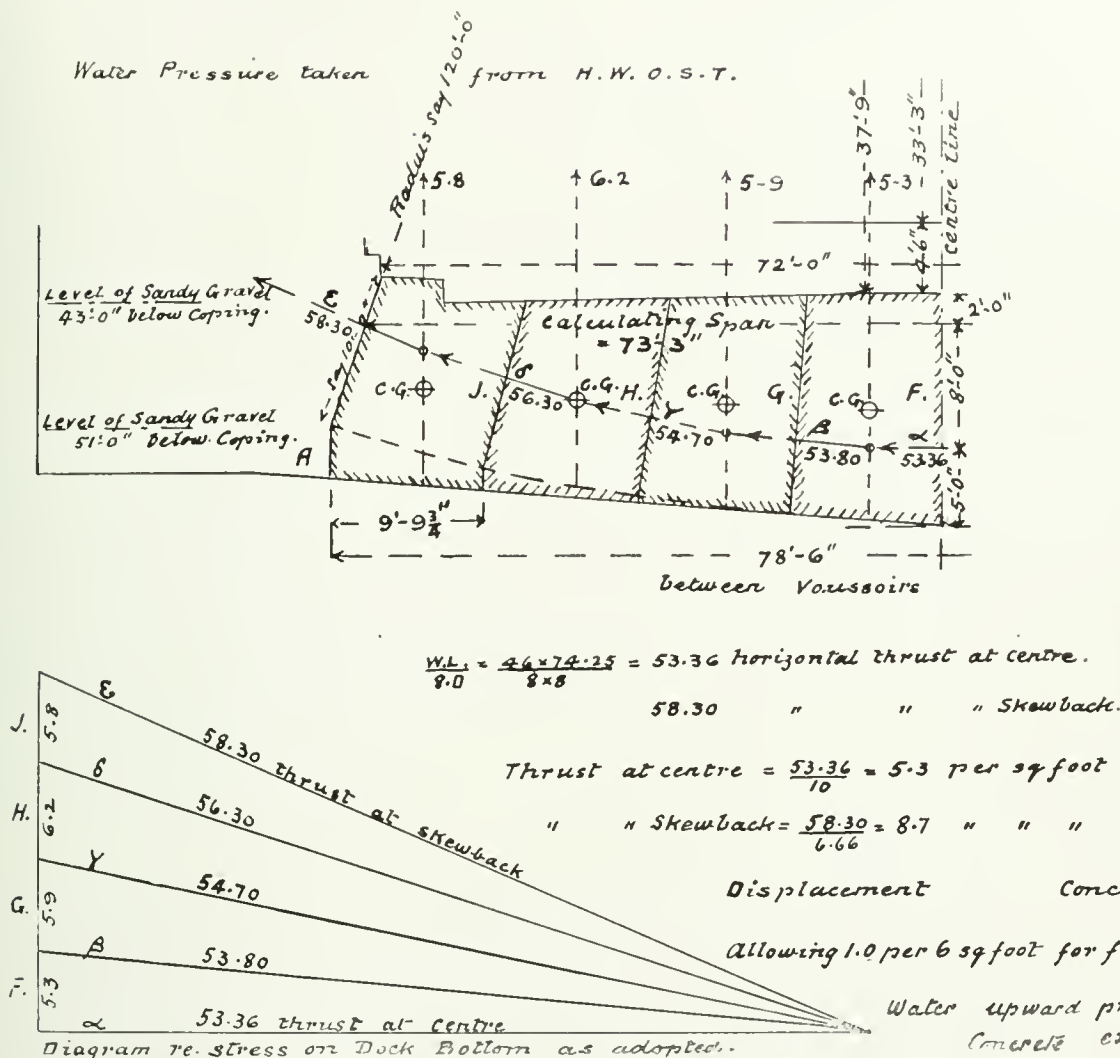 Water Pressure taken from H.W.O.S.T.
Raduis say 120'-0"
5.8
6.2
5-9
5-3
37'-9"
33'-3"
centre line
4'6"
72'-0"
2'-0"
Level of Sandy Gravel
43'-0" below Coping.
ε
58.30
Calculating Span
= 73'-3"
say 10'
C.G.
J.
δ
56.30
C.G.
H.
γ
54.70
C.G.
G.
β
53.80
C.G.
F.
α
53.36
8'-0"
5'-0"
Level of Sandy Gravel
51'-0" below Coping.
A
9'-9¾"
78'-6"
between Voussoirs
W.L. = 46 x 74.25 = 53.36 horizontal thrust at centre.
8.0 8 x 8
58.30 " " " Skewback.
Thrust at centre = 53.36 = 5.3 per sq foot
10
" " Skewback = 58.30 = 8.7 " " "
6.66
Displacement Conc
Allowing 1.0 per 6 sq foot for f
Water upward p
Concrete
J.
5.8
ε
58.30 thrust at skewback
H.
6.2
δ
56.30
G.
5.9
γ
54.70
F.
5.3
β
53.80
α 53.36 thrust at centre
Diagram re. stress on Dock Bottom as adopted.